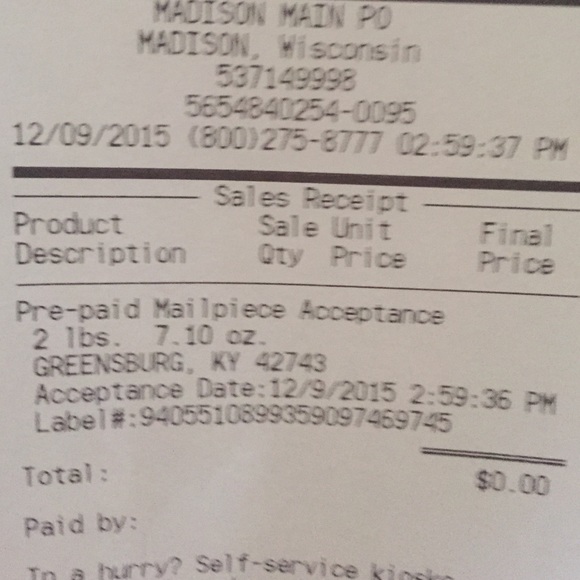 MADISON MAIN PO
MADISON, Wisconsin
537149998
5654840254-0095
12/09/2015 (800)275-8777 02:59:37 PM
Sales Receipt
Product Sale Unit Final
Description Qty Price Price
Pre-paid Mailpiece Acceptance
2 lbs. 7.10 oz.
GREENSBURG, KY 42743
Acceptance Date:12/9/2015 2:59:36 PM
Label#:9405510899359097469745
Total: $0.00
Paid by:
In a hurry? Self-service kiosks